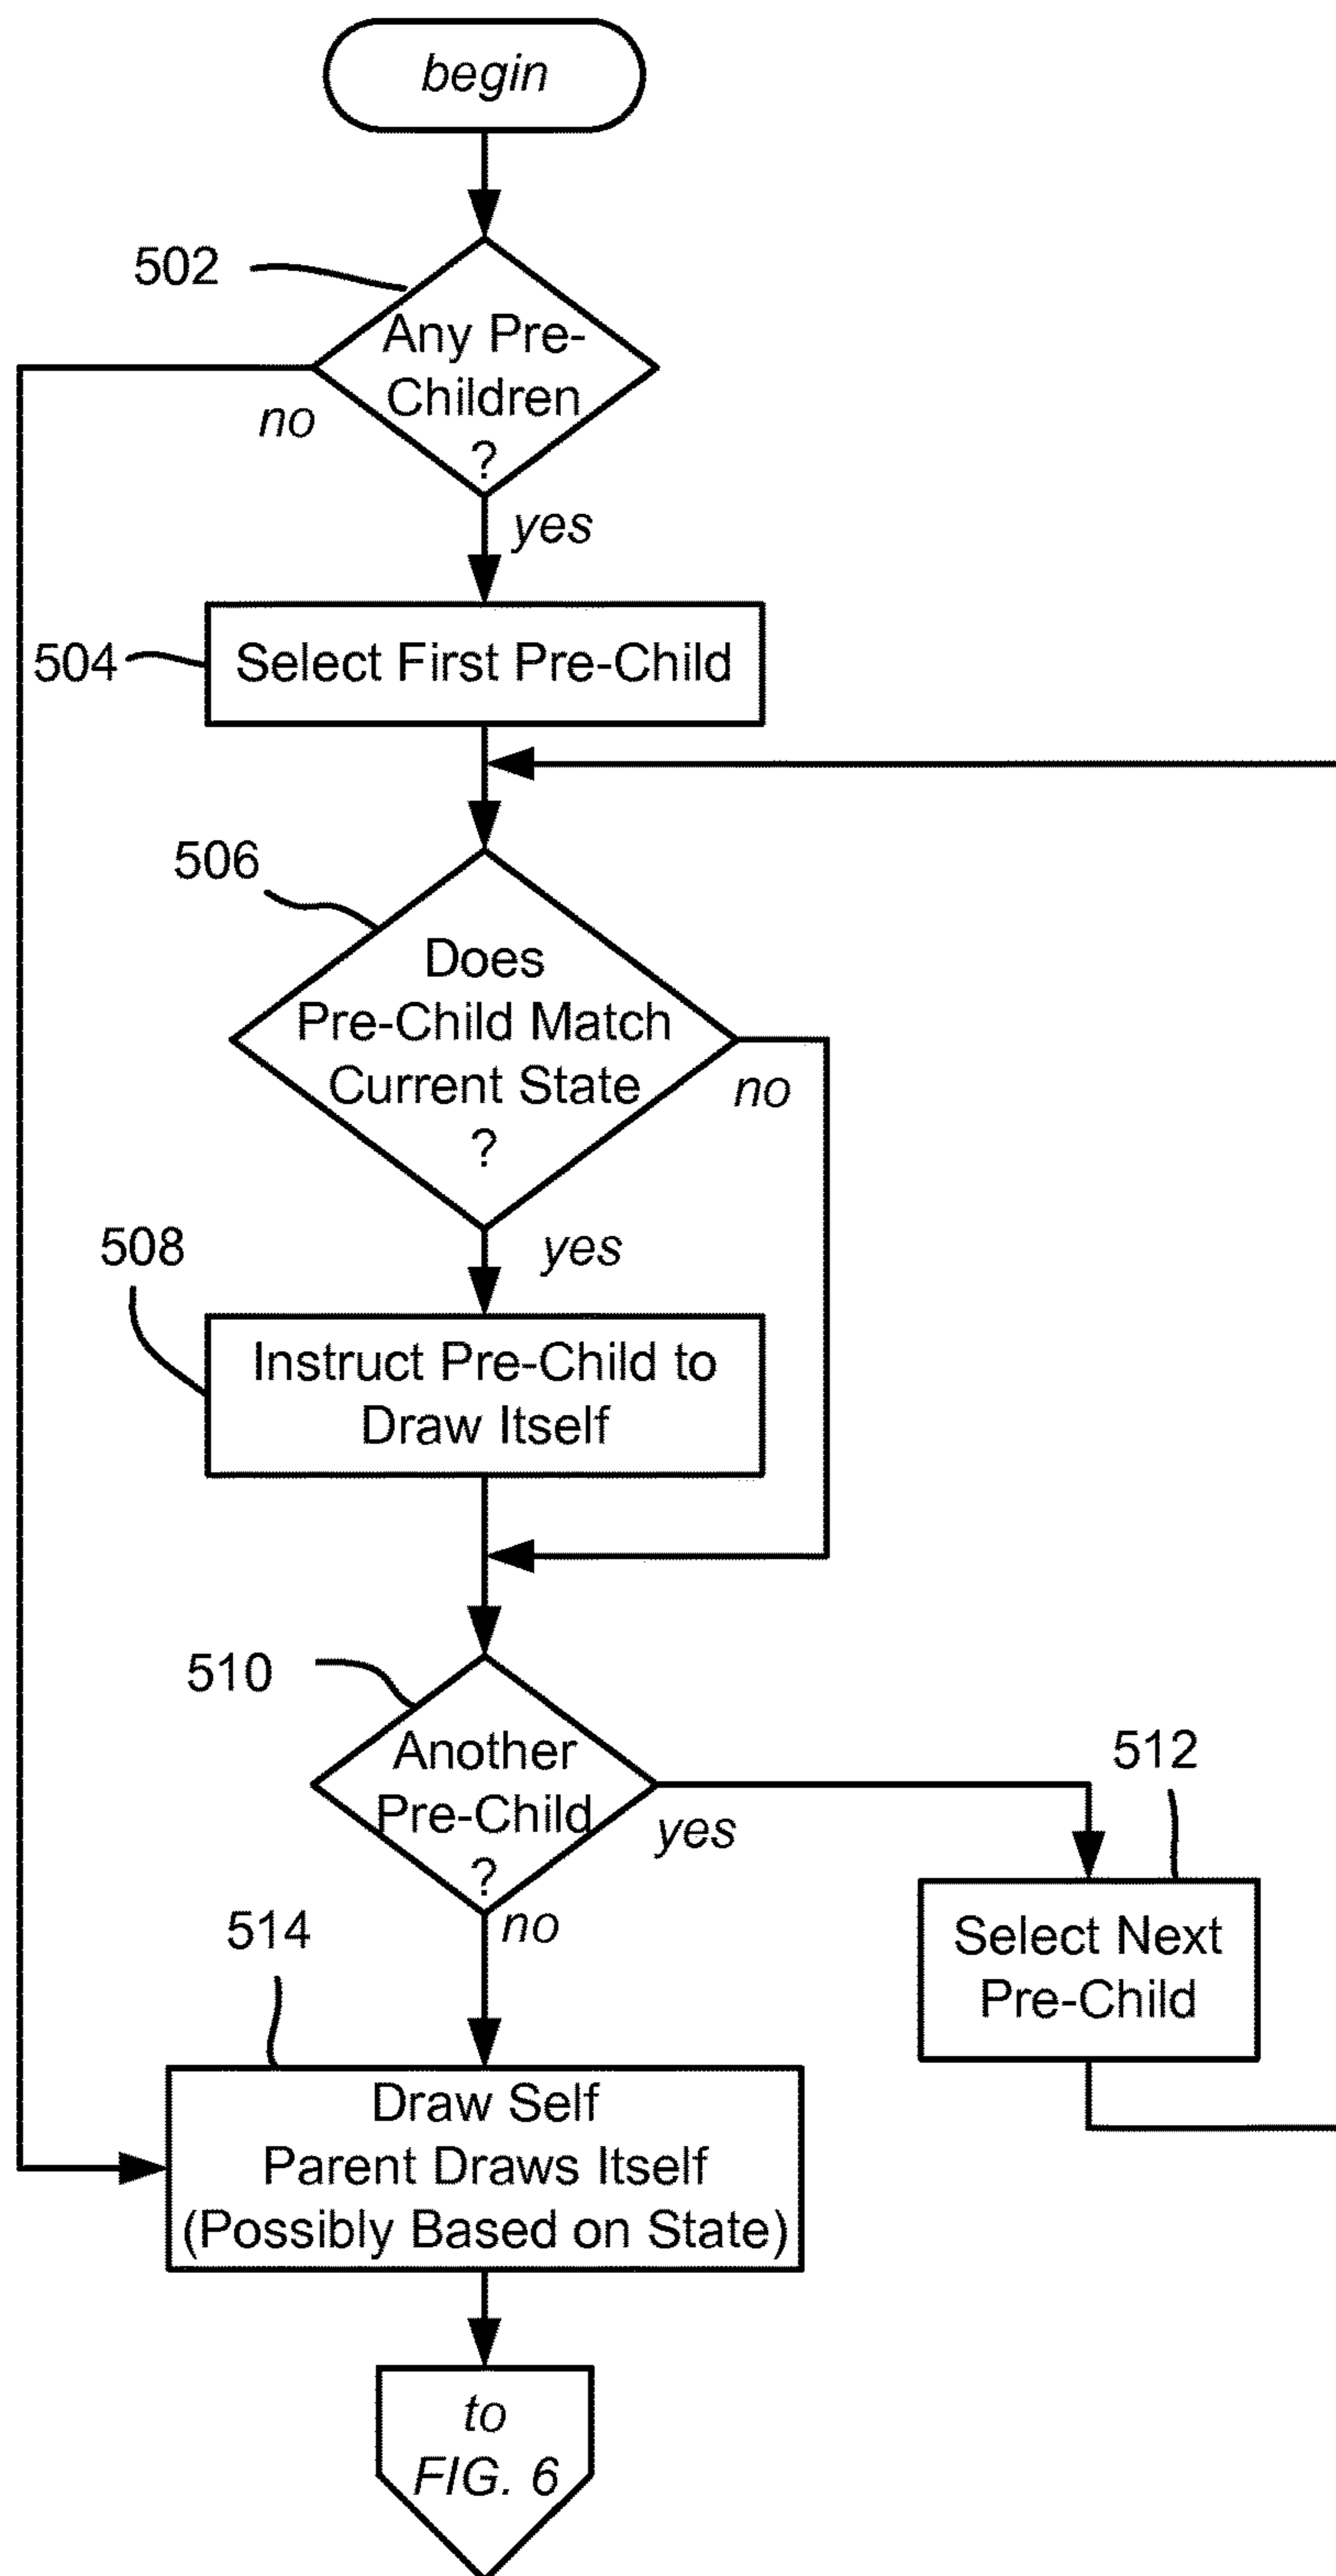 begin
502
Any Pre-
Children
?
no
yes
504
Select First Pre-Child
506
Does
Pre-Child Match
Current State
?
no
yes
508
Instruct Pre-Child to
Draw Itself
510
Another
Pre-Child
?
yes
no
512
Select Next
Pre-Child
514
Draw Self
Parent Draws Itself
(Possibly Based on State)
to
FIG. 6